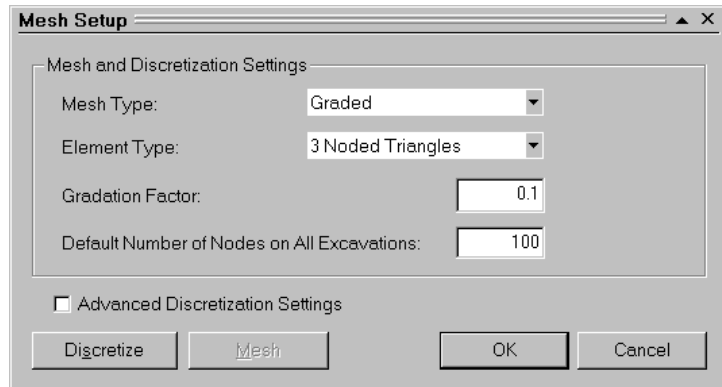 Mesh Setup
Mesh and Discretization Settings
Mesh Type: Graded
Element Type: 3 Noded Triangles
Gradation Factor: 0.1
Default Number of Nodes on All Excavations: 100
Advanced Discretization Settings
Discretize Mesh OK Cancel